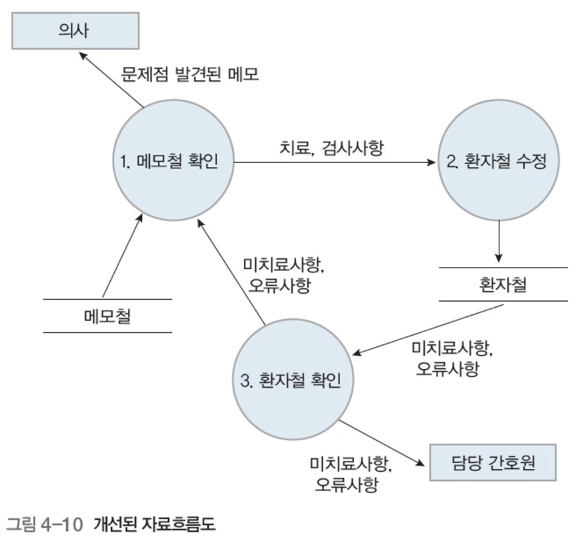 의사
문제점 발견된 메모
1. 메모철 확인
치료, 검사사항
2. 환자철 수정
미치료사항,
오류사항
환자철
메모철
미치료사항,
오류사항
3. 환자철 확인
미치료사항,
오류사항
담당 간호원
그림 4-10 개선된 자료흐름도